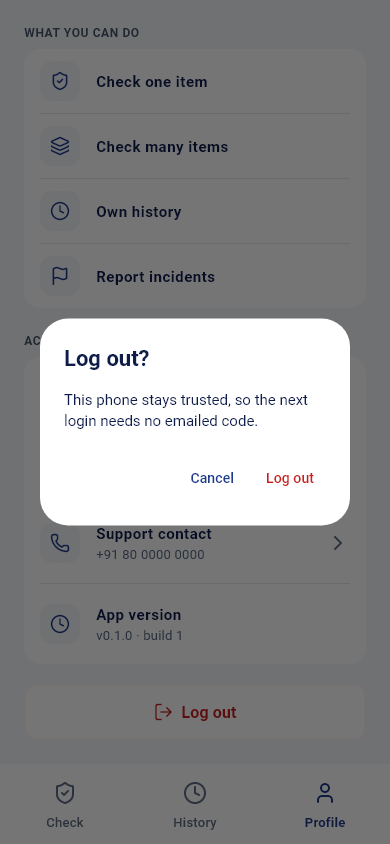 WHAT YOU CAN DO
Check one item
Check many items
Own history
Report incidents
Log out?
This phone stays trusted, so the next
login needs no emailed code.
Cancel
Log out
Support contact
+91 80 0000 0000
App version
v0.1.0 · build 1
Log out
Check
History
Profile